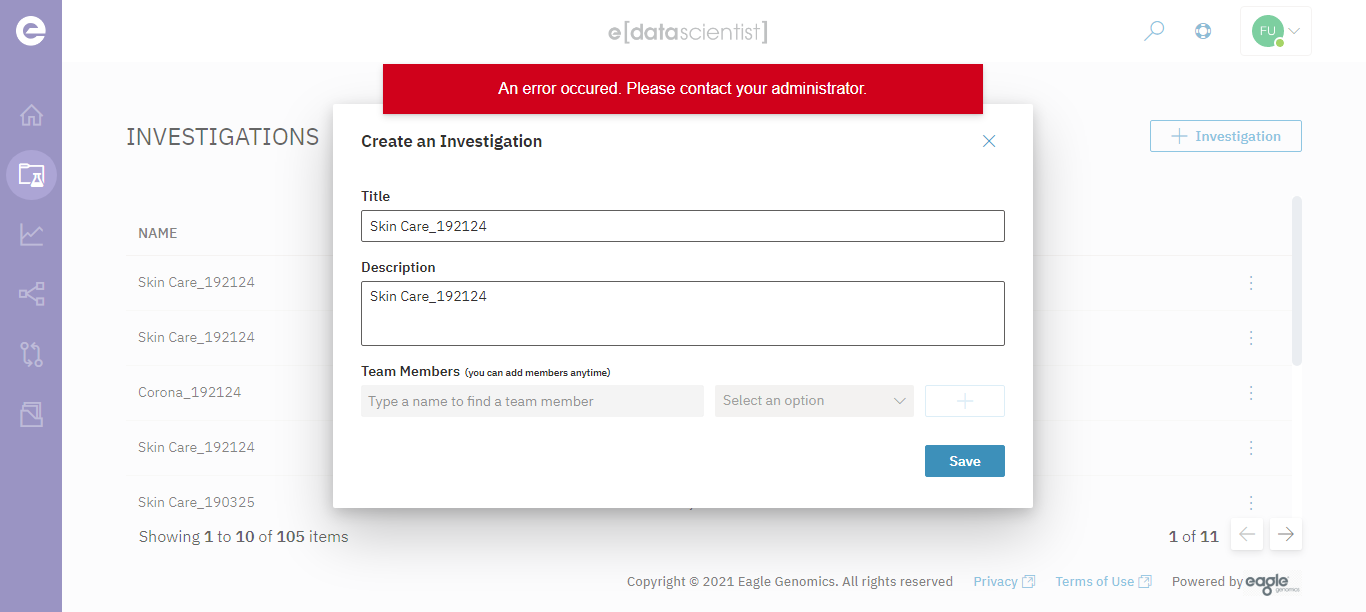 e[datascientist]
FU
An error occured. Please contact your administrator.
INVESTIGATIONS
Create an Investigation
Investigation
Title
Skin Care_192124
NAME
Description
Skin Care_192124
Skin Care_192124
Skin Care_192124
Team Members (you can add members anytime)
Corona_192124
Type a name to find a team member
Select an option
Skin Care_192124
Save
Skin Care_190325
Showing 1 to 10 of 105 items
1 of 11
Copyright © 2021 Eagle Genomics. All rights reserved Privacy Terms of Use Powered by eagle genomics